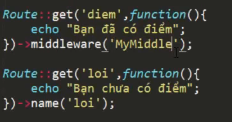 Route::get('diem',function(){
    echo "Bạn đã có điểm";
})->middleware('MyMiddle');

Route::get('loi',function(){
    echo "Bạn chưa có điểm";
})->name('loi');